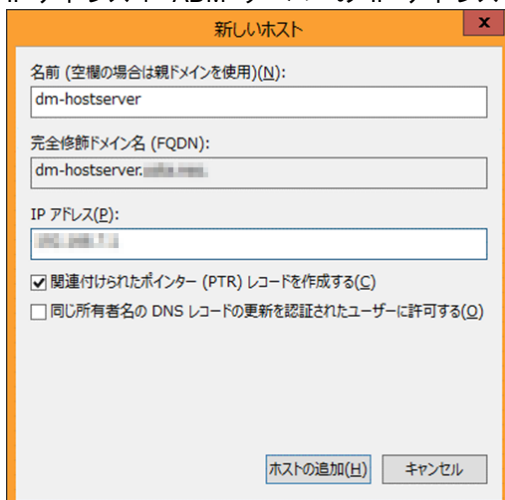 新しいホスト
x
名前 (空欄の場合は親ドメインを使用)(N):
dm-hostserver
完全修飾ドメイン名 (FQDN):
dm-hostserver.
IP アドレス(P):
関連付けられたポインター (PTR) レコードを作成する(C)
同じ所有者名の DNS レコードの更新を認証されたユーザーに許可する(O)
ホストの追加(H)
キャンセル